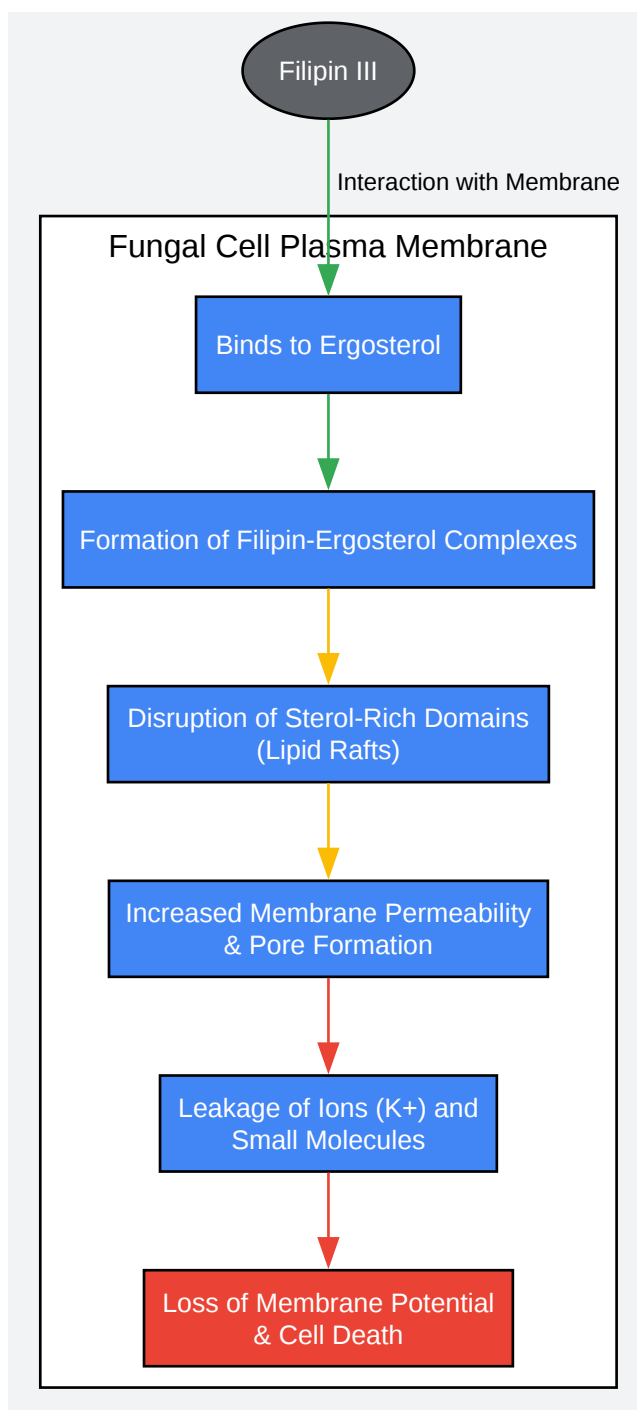 Filipin III
Interaction with Membrane
Fungal Cell Plasma Membrane
Binds to Ergosterol
Formation of Filipin-Ergosterol Complexes
Disruption of Sterol-Rich Domains
(Lipid Rafts)
Increased Membrane Permeability
& Pore Formation
Leakage of Ions (K+) and
Small Molecules
Loss of Membrane Potential
& Cell Death